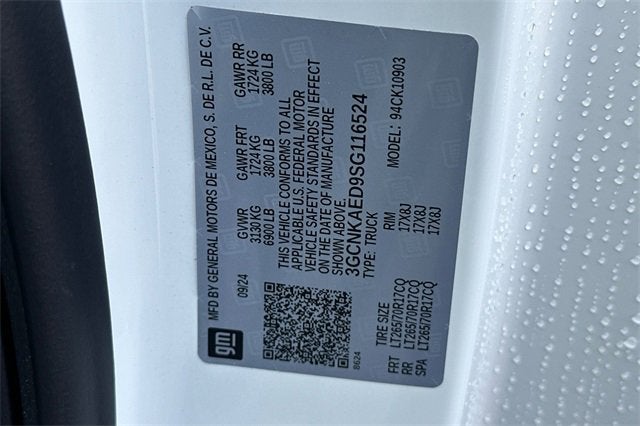 MFD BY GENERAL MOTORS DE MEXICO, S. DE R.L. DE C.V.
09/24 GVWR GAWR FRT GAWR RR
3130 KG 1724 KG 1724 KG
6900 LB 3800 LB 3800 LB
THIS VEHICLE CONFORMS TO ALL
APPLICABLE U.S. FEDERAL MOTOR
VEHICLE SAFETY STANDARDS IN EFFECT
ON THE DATE OF MANUFACTURE
SHOWN ABOVE.
3GCNKAED9SG116524
TYPE: TRUCK MODEL: 94CK10903
gm
8624
TIRE SIZE RIM
FRT LT265/70R17CQ 17X8J
RR LT265/70R17CQ 17X8J
SPA LT265/70R17CQ 17X8J